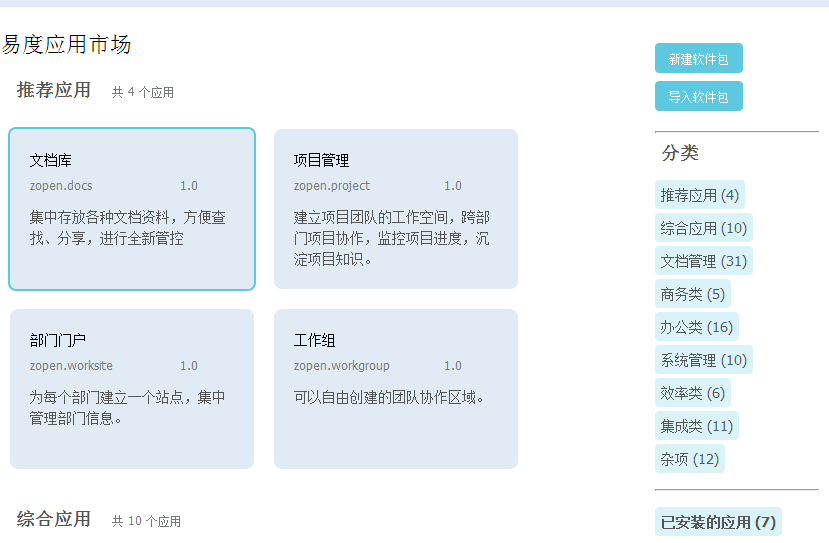 易度应用市场
推荐应用 共 4 个应用
文档库
zopen.docs 1.0
集中存放各种文档资料，方便查
找、分享，进行全新管控
项目管理
zopen.project 1.0
建立项目团队的工作空间，跨部
门项目协作，监控项目进度，沉
淀项目知识。
部门门户
zopen.worksite 1.0
为每个部门建立一个站点，集中
管理部门信息。
工作组
zopen.workgroup 1.0
可以自由创建的团队协作区域。
综合应用 共 10 个应用
新建软件包
导入软件包
分类
推荐应用 (4)
综合应用 (10)
文档管理 (31)
商务类 (5)
办公类 (16)
系统管理 (10)
效率类 (6)
集成类 (11)
杂项 (12)
已安装的应用 (7)